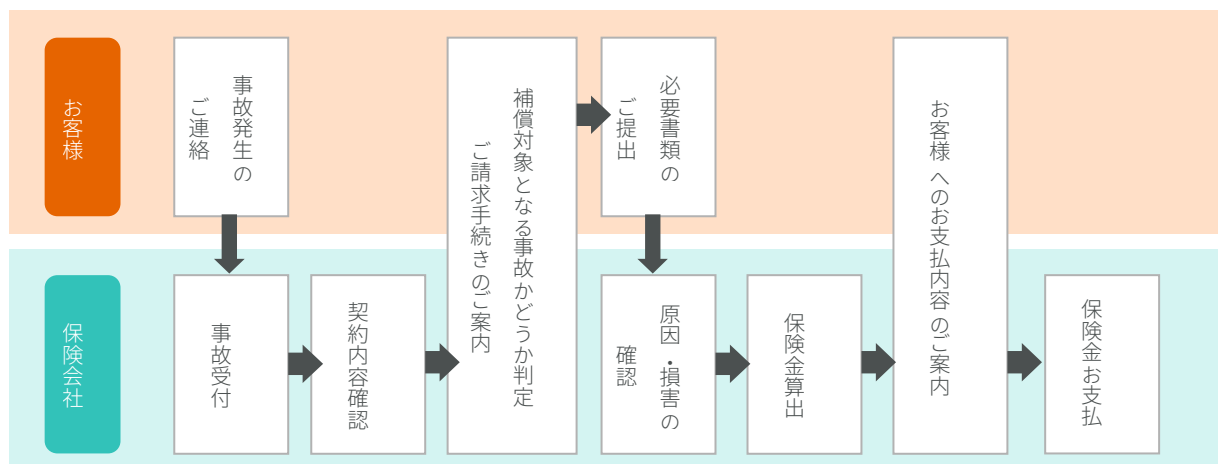 お客様
事故発生の
ご連絡
補償対象となる事故かどうか判定
ご請求手続きのご案内
必要書類の
ご提出
お客様へのお支払内容のご案内
保険会社
事故受付
契約内容確認
原因・損害の
確認
保険金算出
保険金お支払